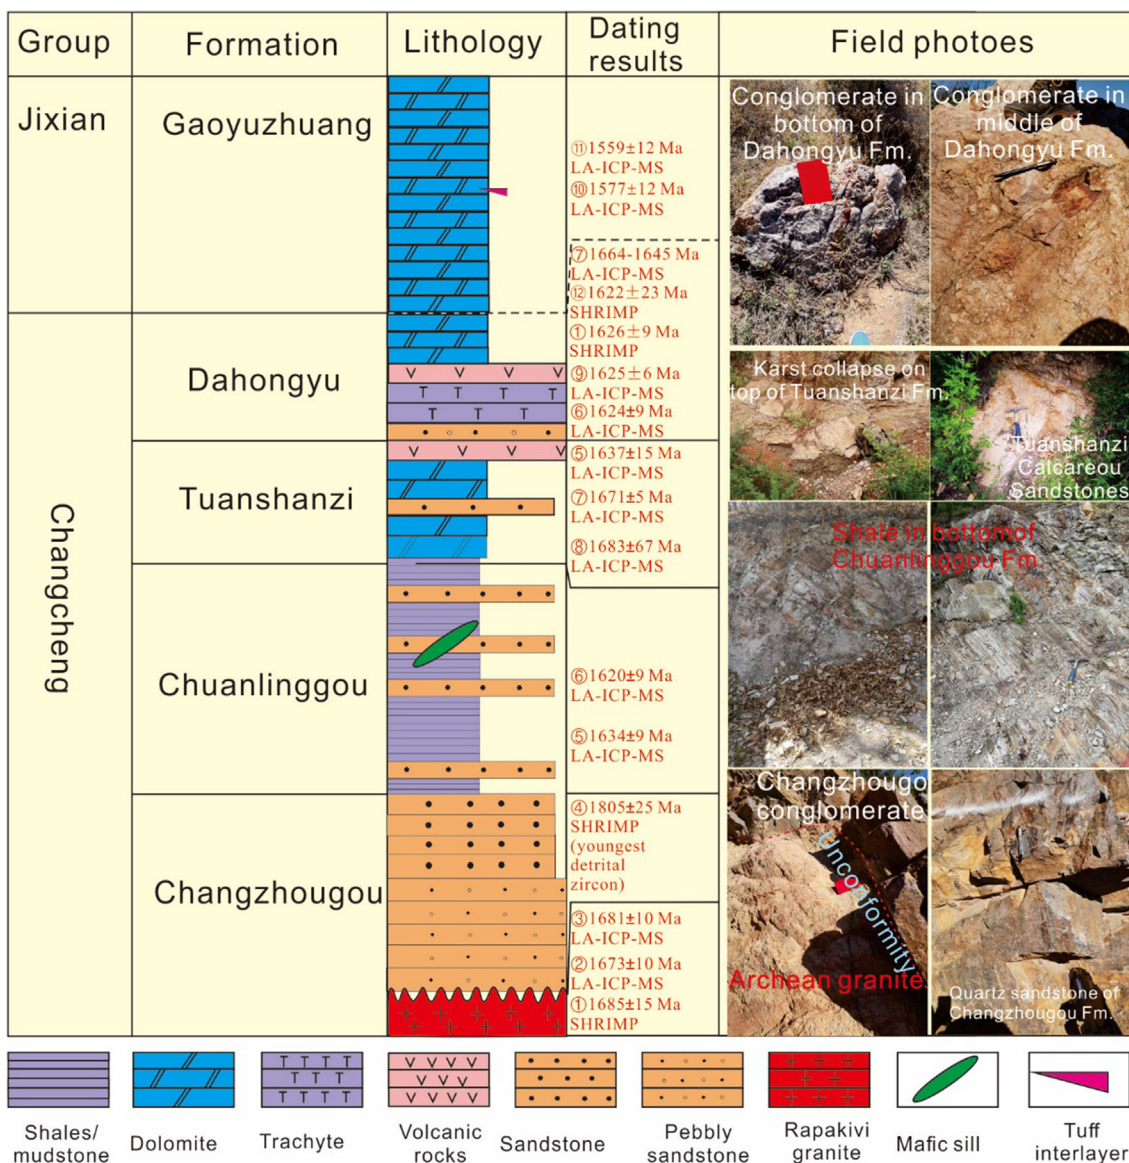 Group
Formation
Lithology
Dating
results
Field photoes
Jixian
Gaoyuzhuang
⑪1559±12 Ma
LA-ICP-MS
⑩1577±12 Ma
LA-ICP-MS
⑦1664-1645 Ma
LA-ICP-MS
⑫1622±23 Ma
SHRIMP
①1626±9 Ma
SHRIMP
⑨1625±6 Ma
LA-ICP-MS
⑥1624±9 Ma
LA-ICP-MS
⑤1637±15 Ma
LA-ICP-MS
⑦1671±5 Ma
LA-ICP-MS
⑧1683±67 Ma
LA-ICP-MS
⑥1620±9 Ma
LA-ICP-MS
⑤1634±9 Ma
LA-ICP-MS
④1805±25 Ma
SHRIMP
(youngest
detrital
zircon)
③1681±10 Ma
LA-ICP-MS
②1673±10 Ma
LA-ICP-MS
①1685±15 Ma
SHRIMP
Changcheng
Dahongyu
Tuanshanzi
Chuanlinggou
Changzhougou
Conglomerate in
bottom of
Dahongyu Fm.
Conglomerate in
middle of
Dahongyu Fm.
Karst collapse on
top of Tuanshanzi Fm.
Tuanshanzi
Calcareou
Sandstones
Shale in bottomof
Chuanlinggou Fm.
Changzhougo
conglomerate
Unconformity
Archean granite
Quartz sandstone of
Changzhougou Fm.
Shales/
mudstone
Dolomite
Trachyte
Volcanic
rocks
Sandstone
Pebbly
sandstone
Rapakivi
granite
Mafic sill
Tuff
interlayer